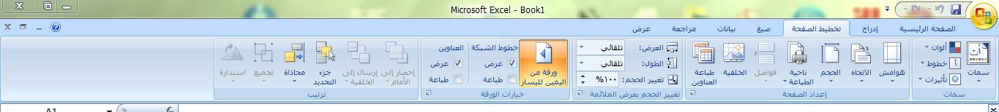 Microsoft Excel - Book1
الصفحة الرئيسية إدراج تخطيط الصفحة صيغ بيانات مراجعة عرض
سمات
ألوان
خطوط
تأثيرات
سمات
هوامش
الاتجاه
الحجم
ناحية الطباعة
فواصل
الخلفية
طباعة العناوين
إعداد الصفحة
العرض: تلقائي
الطول: تلقائي
تغيير الحجم: ١٠٠%
تغيير الحجم بغرض الملائمة
ورقة من اليمين لليسار
خطوط الشبكة
عرض
طباعة
العناوين
عرض
طباعة
خيارات الورقة
إحضار إلى الأمام
إرسال إلى الخلفية
جزء التحديد
محاذاة
تجميع
استدارة
ترتيب
A1
fx